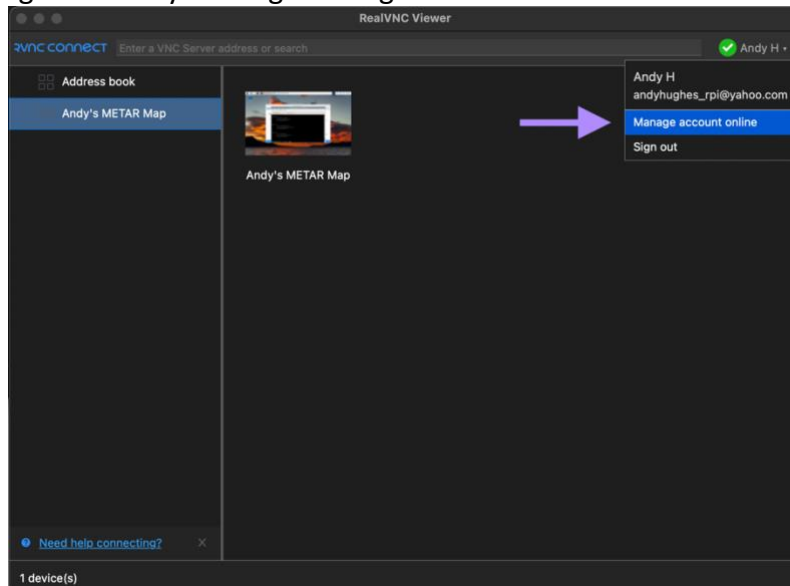 RealVNC Viewer
RVNC CONNECT Enter a VNC Server address or search Andy H
Address book
Andy's METAR Map
Andy's METAR Map
Andy H
andyhughes_rpi@yahoo.com
Manage account online
Sign out
Need help connecting?
1 device(s)